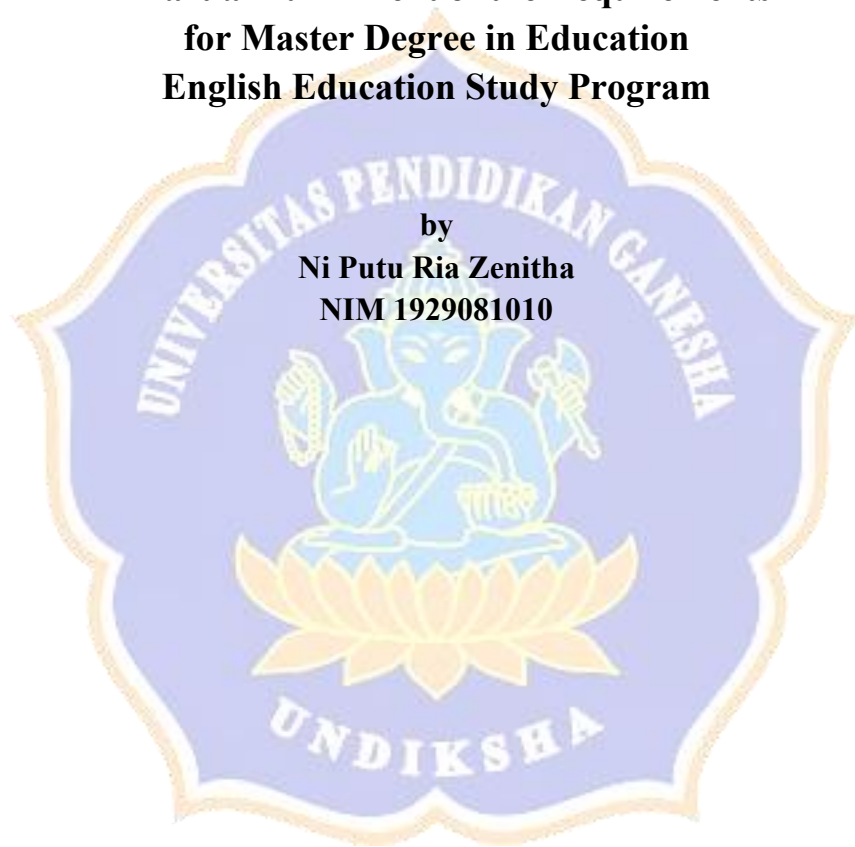 for Master Degree in Education
English Education Study Program
by
Ni Putu Ria Zenitha
NIM 1929081010
UNIVERSITAS PENDIDIKAN GANESHA
UNDIKSHA